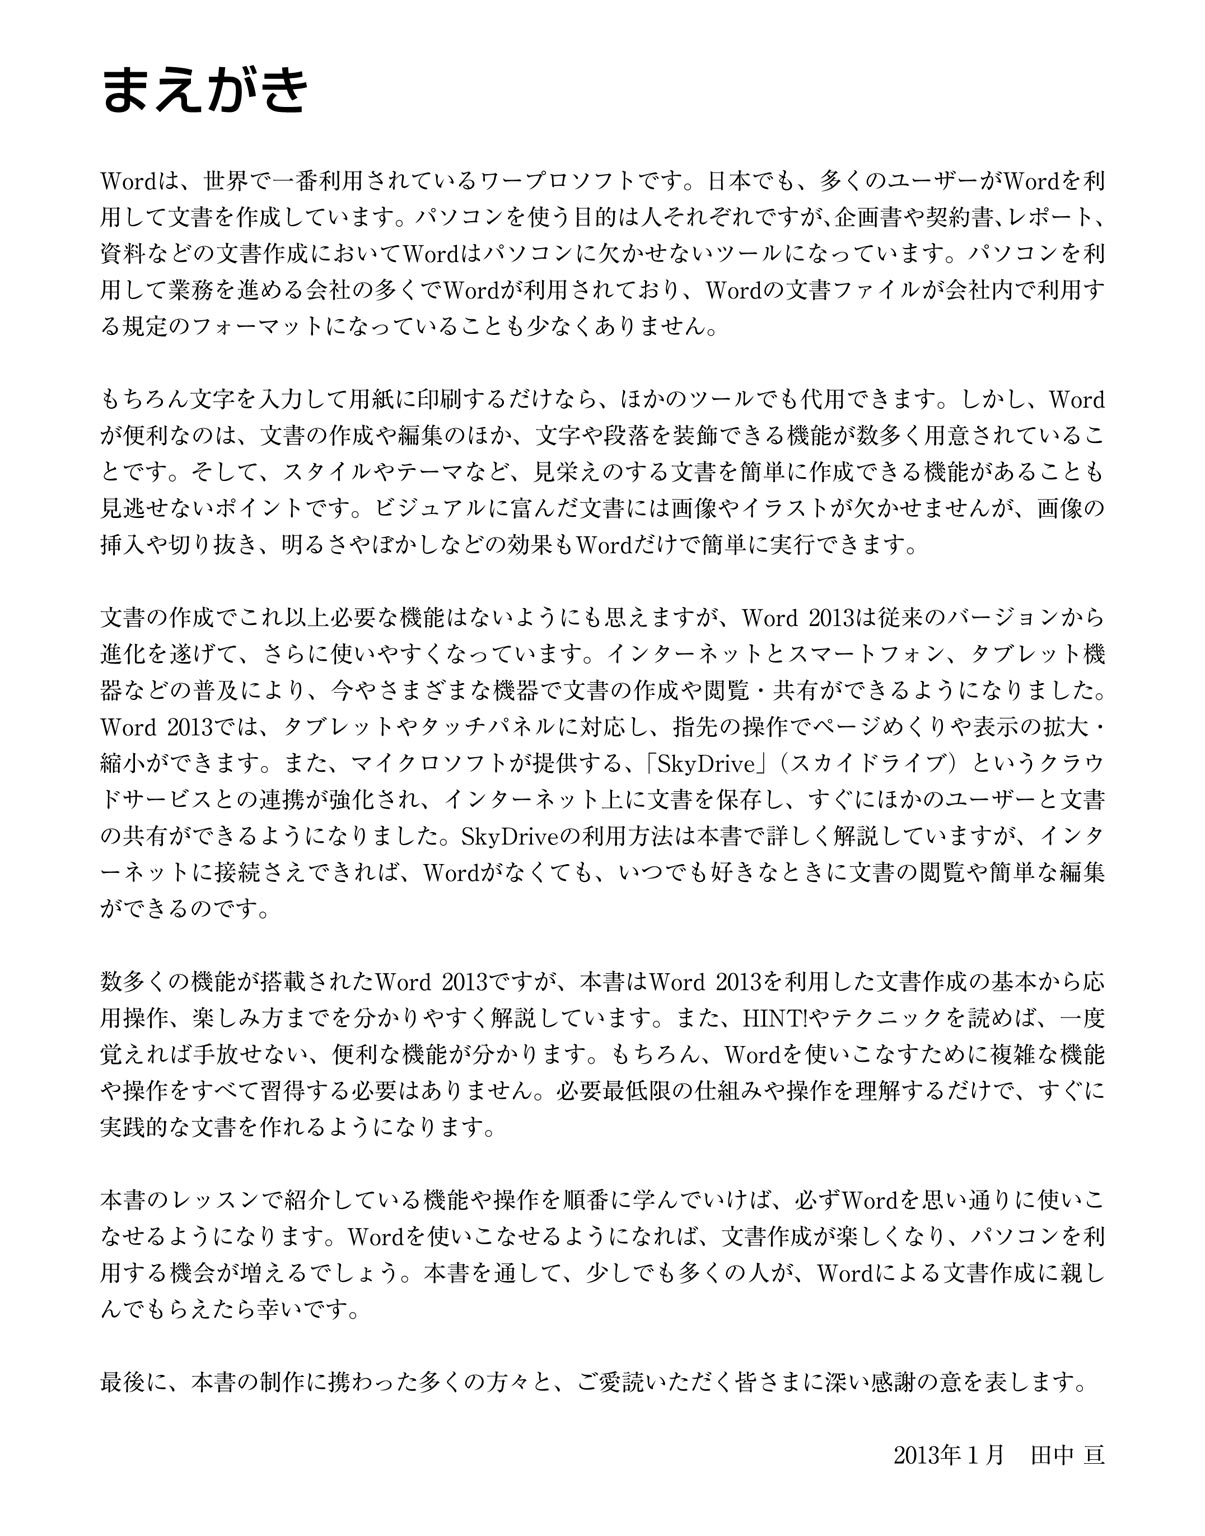 まえがき
Wordは、世界で一番利用されているワープロソフトです。日本でも、多くのユーザーがWordを利
用して文書を作成しています。パソコンを使う目的は人それぞれですが、企画書や契約書、レポート、
資料などの文書作成においてWordはパソコンに欠かせないツールになっています。パソコンを利
用して業務を進める会社の多くでWordが利用されており、Wordの文書ファイルが会社内で利用す
る規定のフォーマットになっていることも少なくありません。
もちろん文字を入力して用紙に印刷するだけなら、ほかのツールでも代用できます。しかし、Word
が便利なのは、文書の作成や編集のほか、文字や段落を装飾できる機能が数多く用意されているこ
とです。そして、スタイルやテーマなど、見栄えのする文書を簡単に作成できる機能があることも
見逃せないポイントです。ビジュアルに富んだ文書には画像やイラストが欠かせませんが、画像の
挿入や切り抜き、明るさやぼかしなどの効果もWordだけで簡単に実行できます。
文書の作成でこれ以上必要な機能はないようにも思えますが、Word 2013は従来のバージョンから
進化を遂げて、さらに使いやすくなっています。インターネットとスマートフォン、タブレット機
器などの普及により、今やさまざまな機器で文書の作成や閲覧・共有ができるようになりました。
Word 2013では、タブレットやタッチパネルに対応し、指先の操作でページめくりや表示の拡大・
縮小ができます。また、マイクロソフトが提供する、「SkyDrive」（スカイドライブ）というクラウ
ドサービスとの連携が強化され、インターネット上に文書を保存し、すぐにほかのユーザーと文書
の共有ができるようになりました。SkyDriveの利用方法は本書で詳しく解説していますが、インタ
ーネットに接続さえできれば、Wordがなくても、いつでも好きなときに文書の閲覧や簡単な編集
ができるのです。
数多くの機能が搭載されたWord 2013ですが、本書はWord 2013を利用した文書作成の基本から応
用操作、楽しみ方までを分かりやすく解説しています。また、HINT!やテクニックを読めば、一度
覚えれば手放せない、便利な機能が分かります。もちろん、Wordを使いこなすために複雑な機能
や操作をすべて習得する必要はありません。必要最低限の仕組みや操作を理解するだけで、すぐに
実践的な文書を作れるようになります。
本書のレッスンで紹介している機能や操作を順番に学んでいけば、必ずWordを思い通りに使いこ
なせるようになります。Wordを使いこなせるようになれば、文書作成が楽しくなり、パソコンを利
用する機会が増えるでしょう。本書を通して、少しでも多くの人が、Wordによる文書作成に親し
んでもらえたら幸いです。
最後に、本書の制作に携わった多くの方々と、ご愛読いただく皆さまに深い感謝の意を表します。
2013年１月　田中 亘